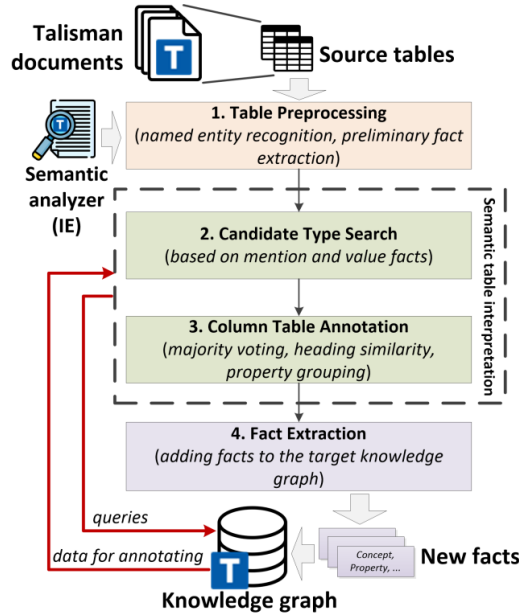 Talisman
documents
T
Source tables
1. Table Preprocessing
(named entity recognition, preliminary fact
extraction)
T
Semantic
analyzer
(IE)
Semantic table interpretation
2. Candidate Type Search
(based on mention and value facts)
3. Column Table Annotation
(majority voting, heading similarity,
property grouping)
4. Fact Extraction
(adding facts to the target knowledge
graph)
queries
data for annotating
T
Knowledge graph
Concept,
Property, ...
New facts